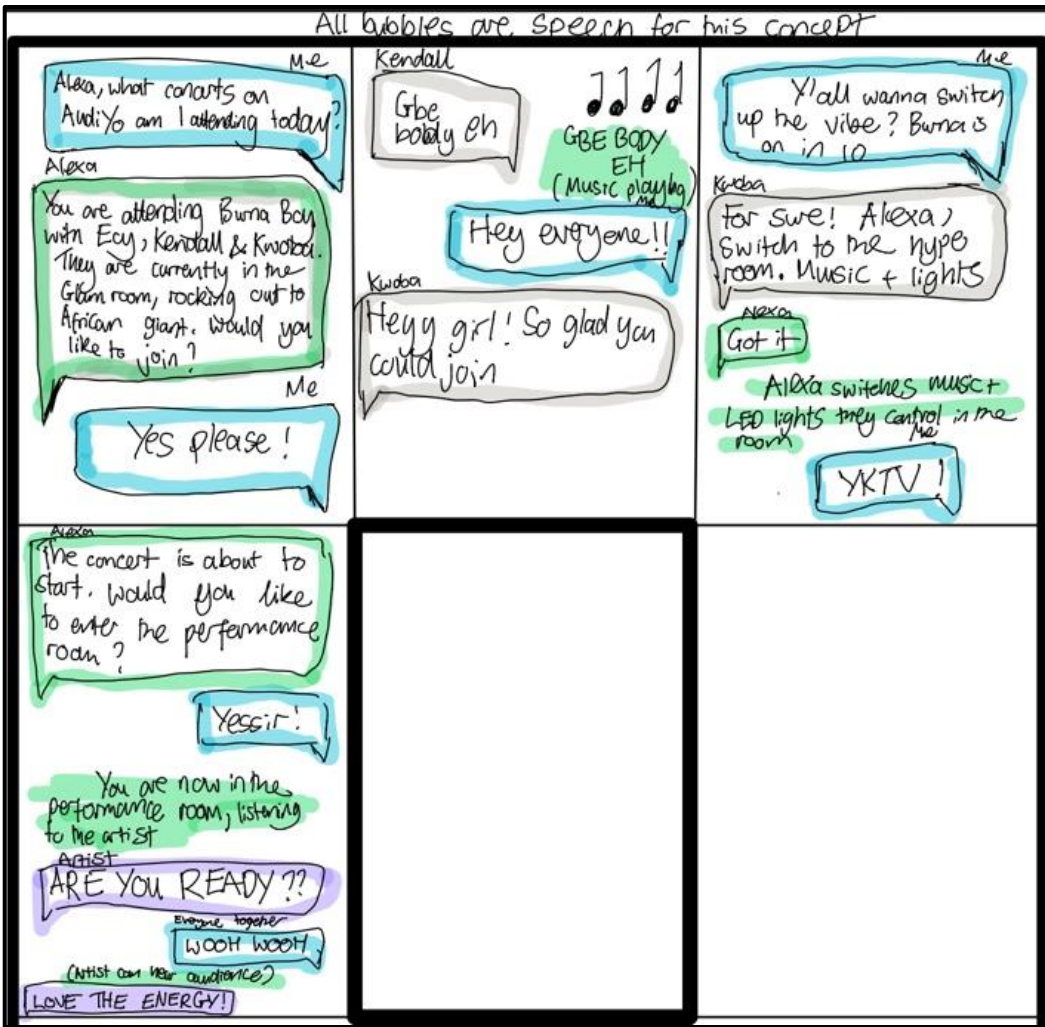 All bubbles are speech for this concept
Me
Alexa, what concerts on
AudiYo am I attending today?
Alexa
You are attending Burna Boy
with Ecy, Kendall & Kwoba.
They are currently in the
Glam room, rocking out to
African giant. Would you
like to join?
Me
Yes please!
Kendall
Gbe
body eh
GBE BODY
EH
(Music playing)
Me
Hey everyone!!
Kwoba
Heyy girl! So glad you
could join
Me
Y'all wanna switch
up the vibe? Burna is
on in 10
Kwoba
For sure! Alexa,
switch to the hype
room. Music + lights
Alexa
Got it
Alexa switches music +
LED lights they control in the
room
Me
YKTV!
Alexa
The concert is about to
start. Would you like
to enter the performance
room?
Yessir!
You are now in the
performance room, listening
to the artist
Artist
ARE YOU READY??
Everyone together
WOOH WOOH
(Artist can hear audience)
LOVE THE ENERGY!